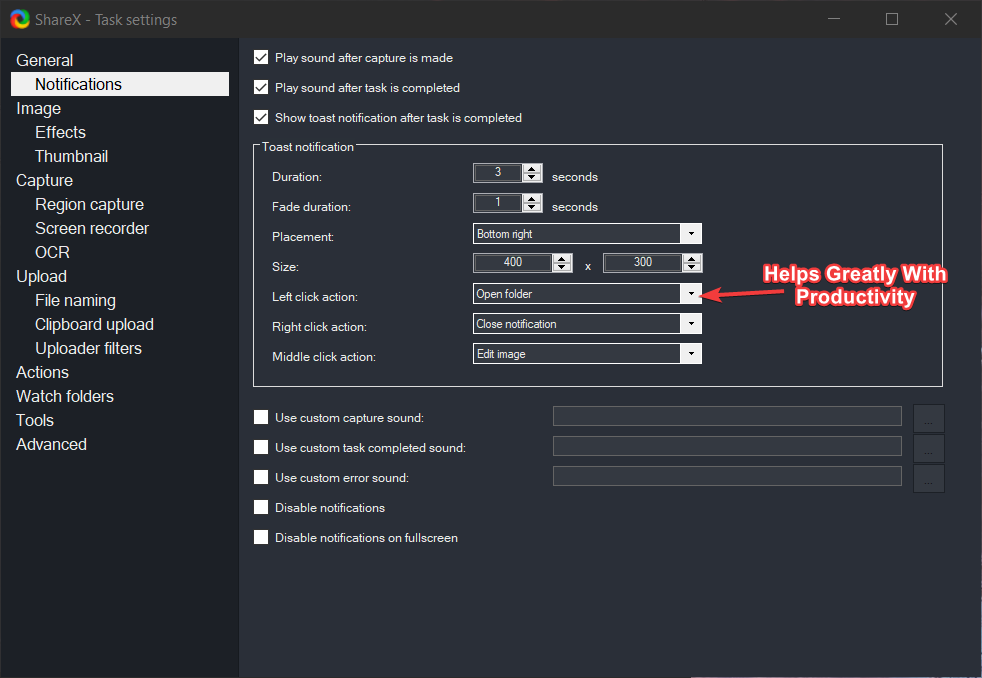 ShareX - Task settings
General
Notifications
Image
Effects
Thumbnail
Capture
Region capture
Screen recorder
OCR
Upload
File naming
Clipboard upload
Uploader filters
Actions
Watch folders
Tools
Advanced
Play sound after capture is made
Play sound after task is completed
Show toast notification after task is completed
Toast notification
Duration: 3 seconds
Fade duration: 1 seconds
Placement: Bottom right
Size: 400 x 300
Left click action: Open folder
Helps Greatly With
Productivity
Right click action: Close notification
Middle click action: Edit image
Use custom capture sound: ...
Use custom task completed sound: ...
Use custom error sound: ...
Disable notifications
Disable notifications on fullscreen